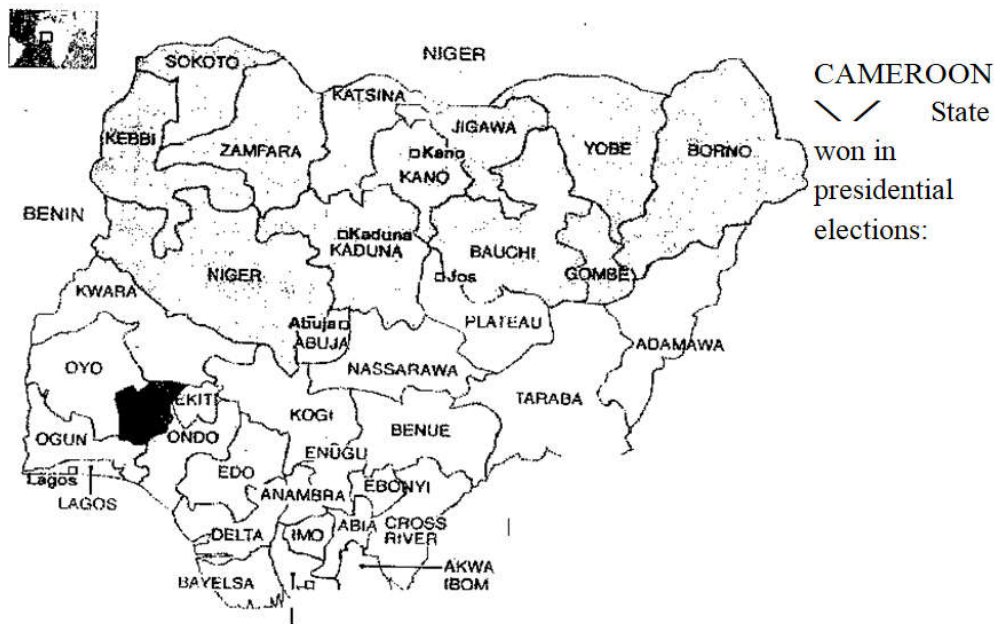 NIGER
SOKOTO
KATSINA
CAMEROON
State
won in
presidential
elections:
JIGAWA
KEBBI
ZAMFARA
Kano
KANO
YOBE
BORNO
BENIN
Kaduna
KADUNA
BAUCHI
NIGER
Jos
GOMBE
KWARA
Abuja
ABUJA
PLATEAU
ADAMAWA
OYO
NASSARAWA
TARABA
EKITI
KOGI
BENUE
OGUN
ONDO
ENUGU
Lagos
EDO
LAGOS
ANAMBRA
EBONYI
ABIA
CROSS
RIVER
DELTA
IMO
AKWA
IBOM
BAYELSA